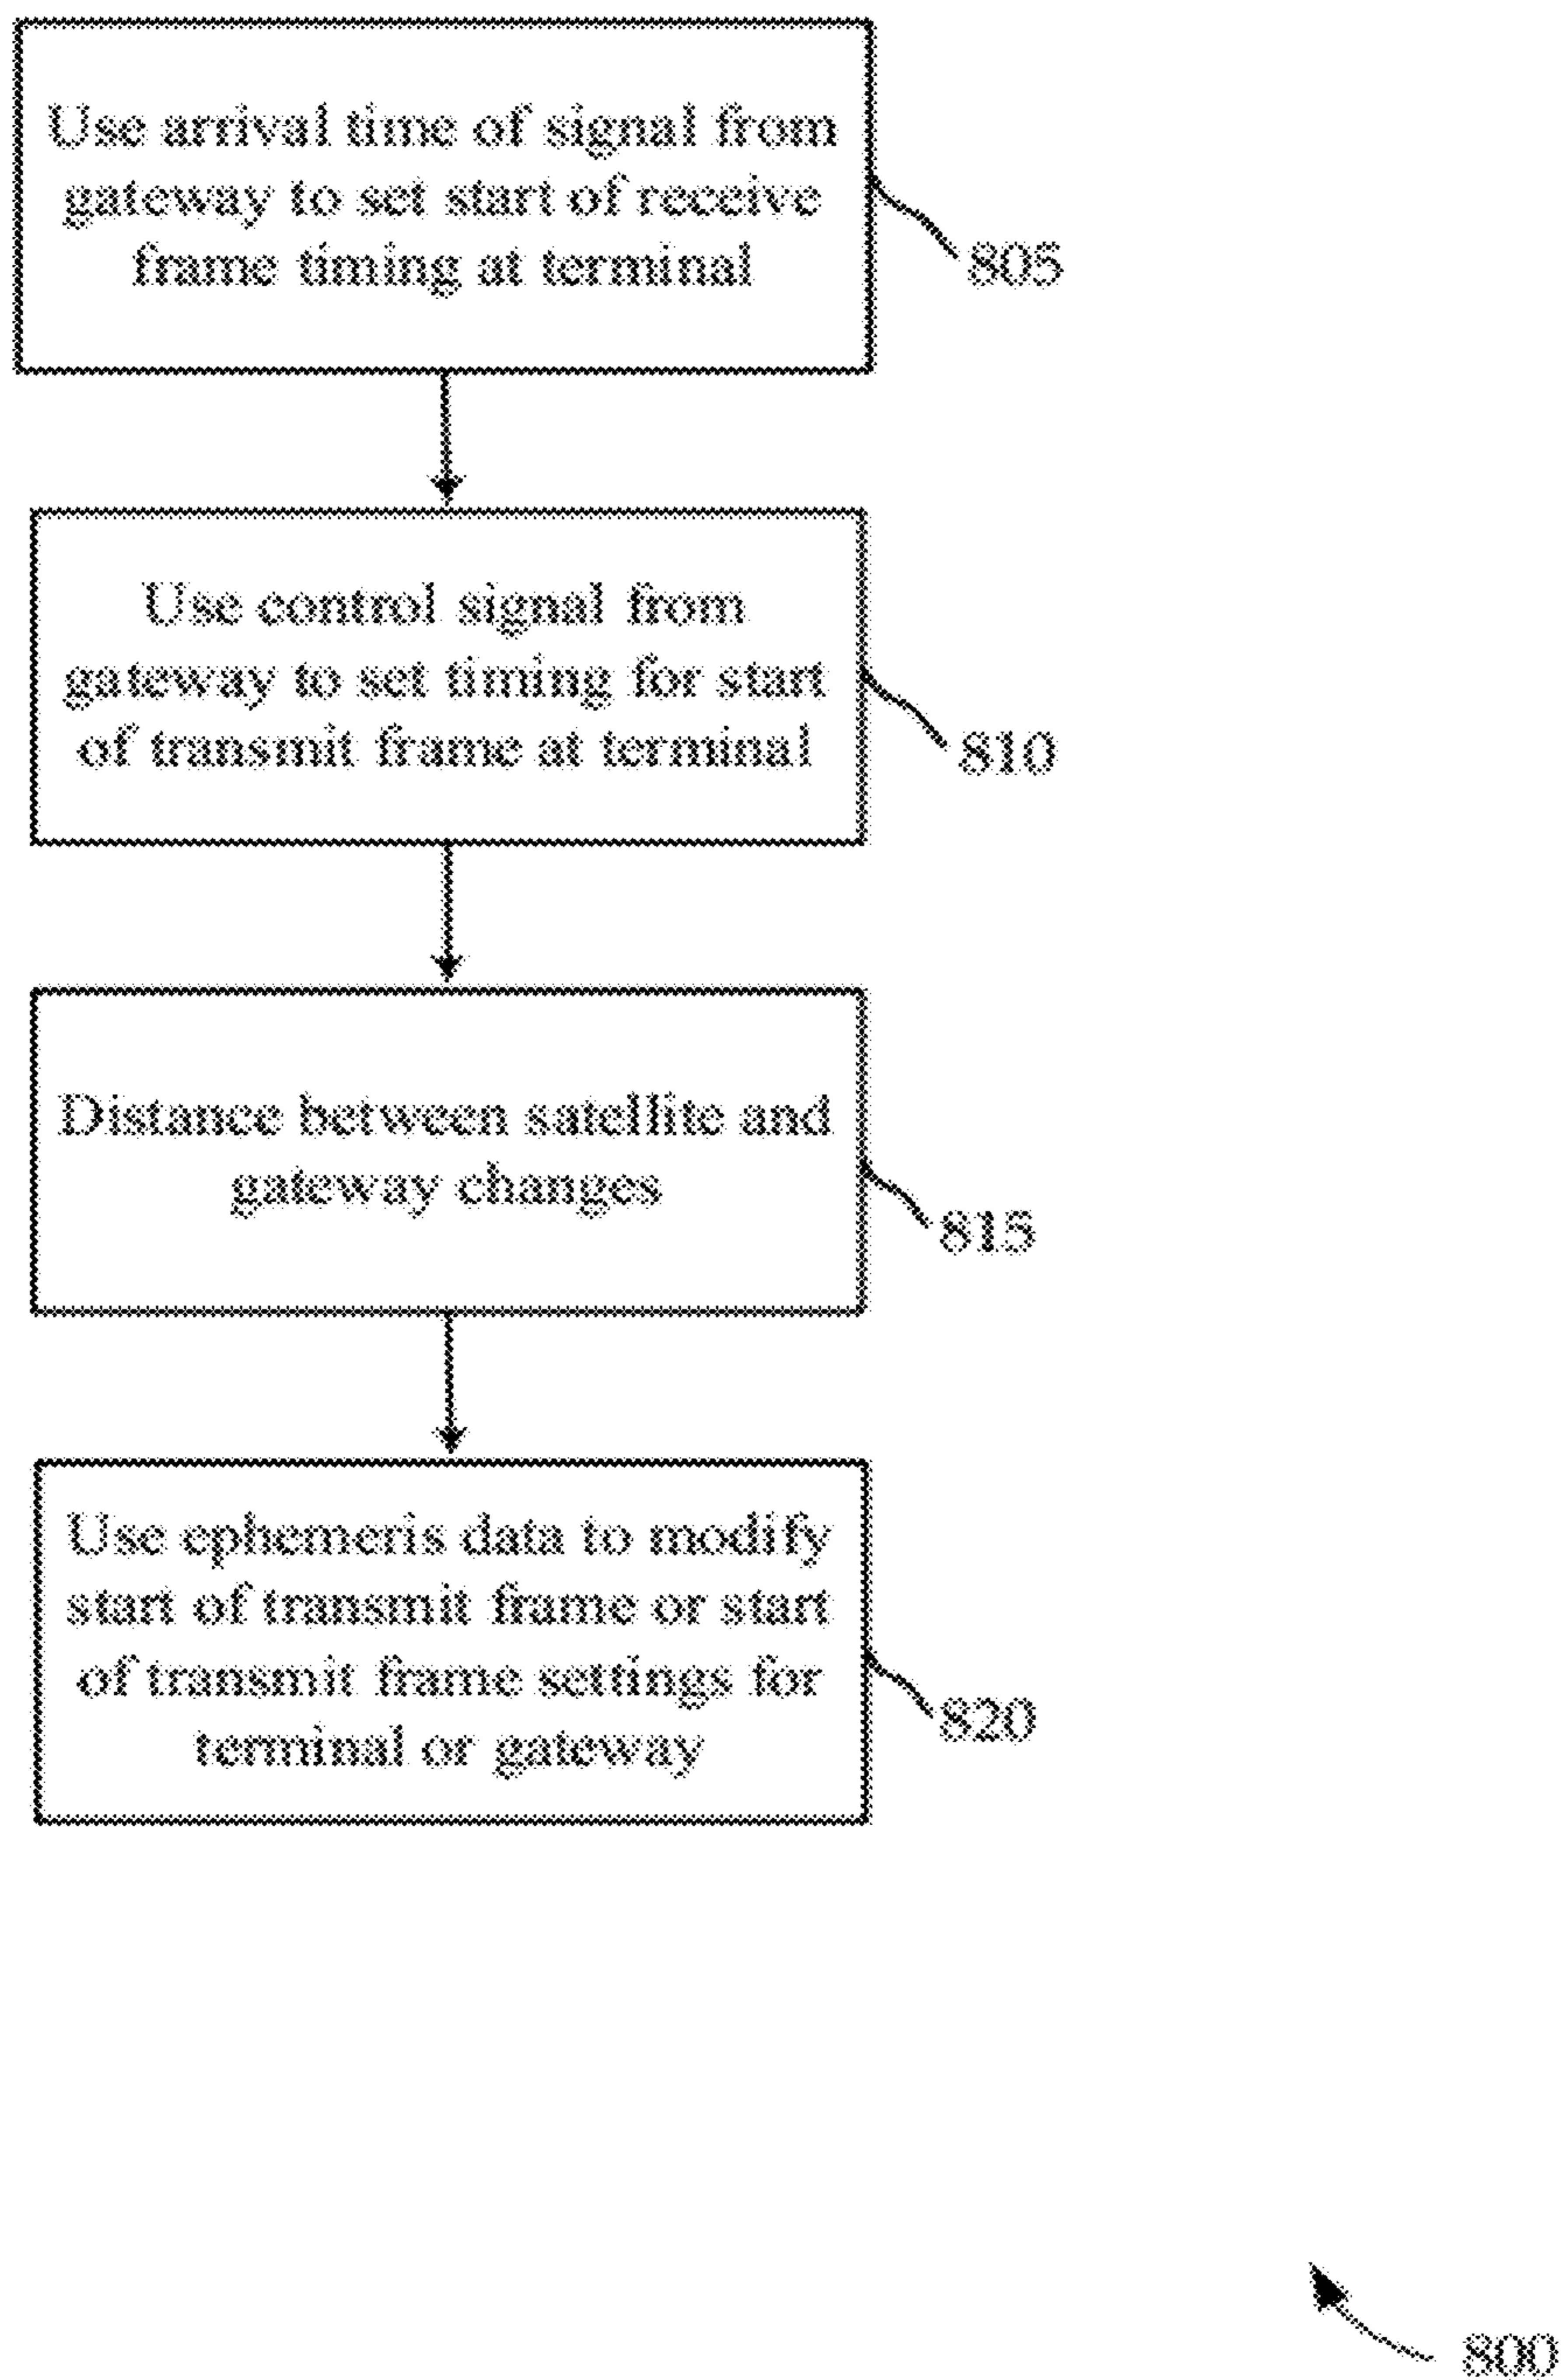 Use arrival time of signal from
gateway to set start of receive
frame timing at terminal
805
Use control signal from
gateway to set timing for start
of transmit frame at terminal
810
Distance between satellite and
gateway changes
815
Use ephemeris data to modify
start of transmit frame or start
of transmit frame settings for
terminal or gateway
820
800